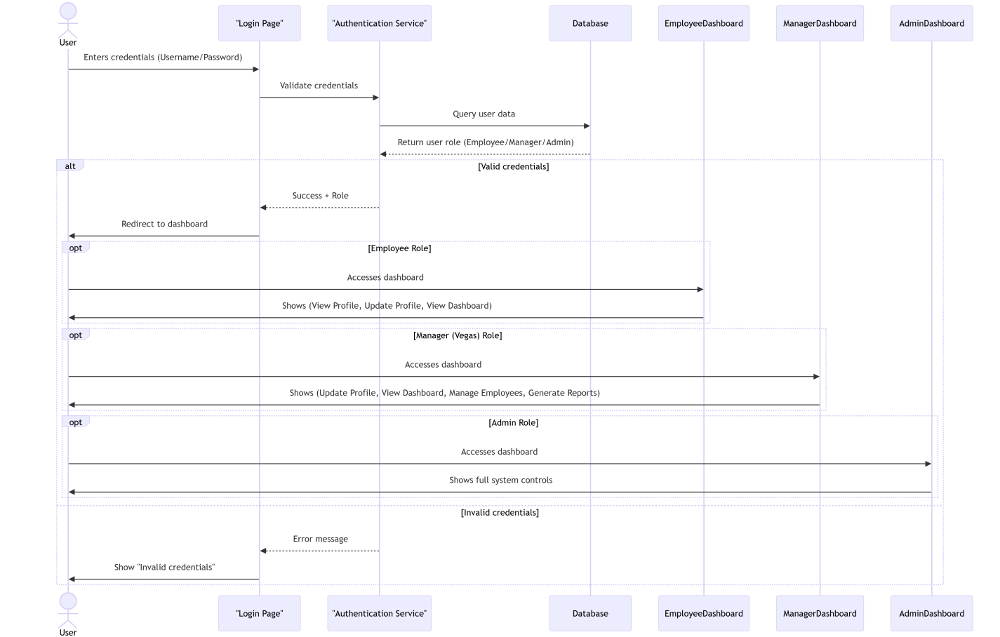 User
"Login Page"
"Authentication Service"
Database
EmployeeDashboard
ManagerDashboard
AdminDashboard
Enters credentials (Username/Password)
Validate credentials
Query user data
Return user role (Employee/Manager/Admin)
alt
[Valid credentials]
Success + Role
Redirect to dashboard
opt
[Employee Role]
Accesses dashboard
Shows (View Profile, Update Profile, View Dashboard)
opt
[Manager (Vegas) Role]
Accesses dashboard
Shows (Update Profile, View Dashboard, Manage Employees, Generate Reports)
opt
[Admin Role]
Accesses dashboard
Shows full system controls
[Invalid credentials]
Error message
Show "Invalid credentials"
User
"Login Page"
"Authentication Service"
Database
EmployeeDashboard
ManagerDashboard
AdminDashboard